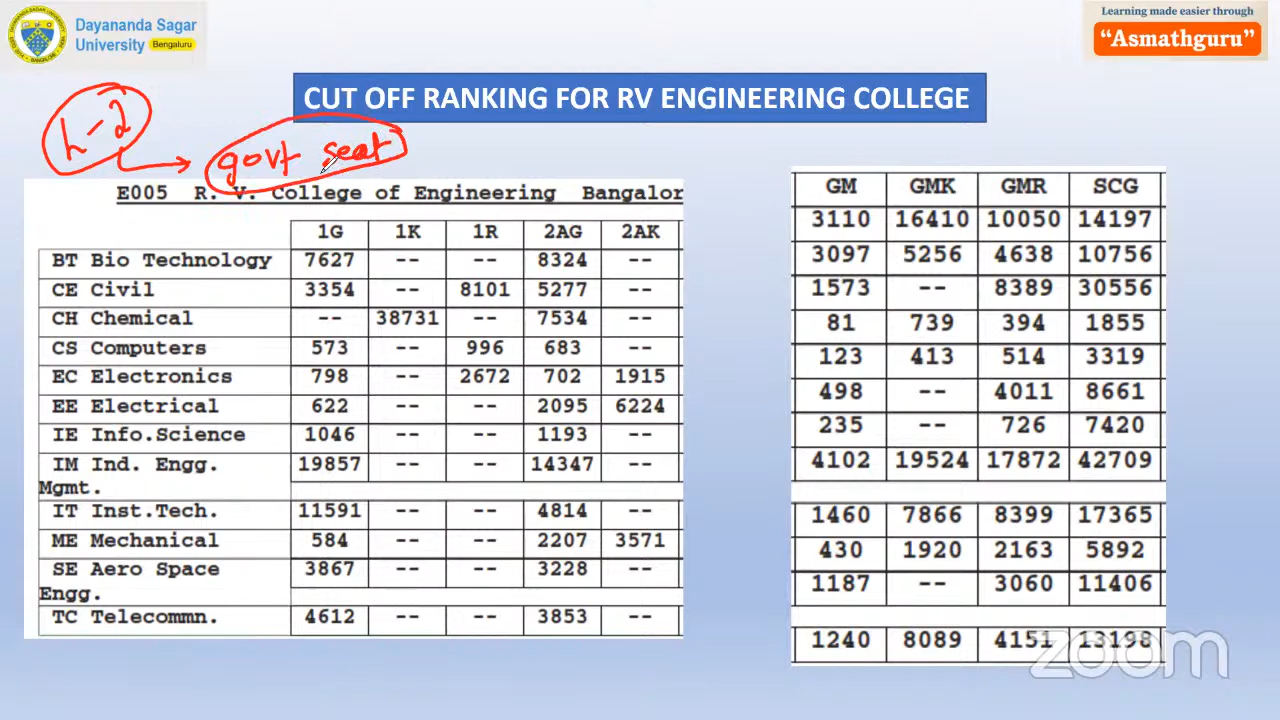 Dayananda Sagar
University Bengaluru
Learning made easier through
“Asmathguru”
CUT OFF RANKING FOR RV ENGINEERING COLLEGE
govt seat
E005 R. V. College of Engineering Bangalor
1G 1K 1R 2AG 2AK
BT Bio Technology 7627 -- -- 8324 --
CE Civil 3354 -- 8101 5277 --
CH Chemical -- 38731 -- 7534 --
CS Computers 573 -- 996 683 --
EC Electronics 798 -- 2672 702 1915
EE Electrical 622 -- -- 2095 6224
IE Info.Science 1046 -- -- 1193 --
IM Ind. Engg. 19857 -- -- 14347 --
Mgmt.
IT Inst.Tech. 11591 -- -- 4814 --
ME Mechanical 584 -- -- 2207 3571
SE Aero Space 3867 -- -- 3228 --
Engg.
TC Telecommn. 4612 -- -- 3853 --
GM GMK GMR SCG
3110 16410 10050 14197
3097 5256 4638 10756
1573 -- 8389 30556
81 739 394 1855
123 413 514 3319
498 -- 4011 8661
235 -- 726 7420
4102 19524 17872 42709
1460 7866 8399 17365
430 1920 2163 5892
1187 -- 3060 11406
1240 8089 4151 13198
zoom